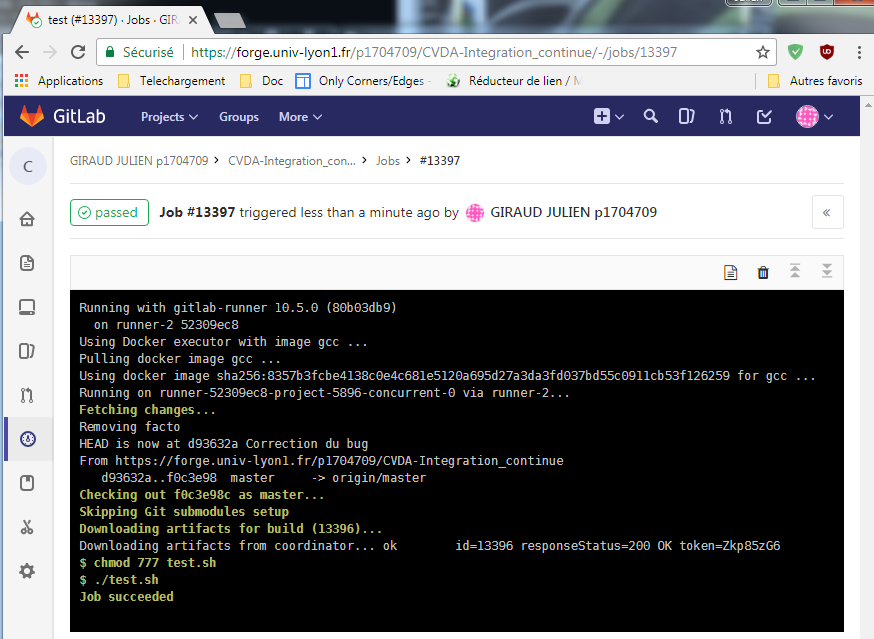 test (#13397) · Jobs · GIR
Sécurisé
https://forge.univ-lyon1.fr/p1704709/CVDA-Integration_continue/-/jobs/13397
Applications Telechargement Doc Only Corners/Edges Réducteur de lien / Autres favoris
GitLab Projects Groups More
C
GIRAUD JULIEN p1704709 > CVDA-Integration_con... > Jobs > #13397
passed Job #13397 triggered less than a minute ago by GIRAUD JULIEN p1704709
«
Running with gitlab-runner 10.5.0 (80b03db9)
on runner-2 52309ec8
Using Docker executor with image gcc ...
Pulling docker image gcc ...
Using docker image sha256:8357b3fcbe4138c0e4c681e5120a695d27a3da3fd037bd55c0911cb53f126259 for gcc ...
Running on runner-52309ec8-project-5896-concurrent-0 via runner-2...
Fetching changes...
Removing facto
HEAD is now at d93632a Correction du bug
From https://forge.univ-lyon1.fr/p1704709/CVDA-Integration_continue
d93632a..f0c3e98 master -> origin/master
Checking out f0c3e98c as master...
Skipping Git submodules setup
Downloading artifacts for build (13396)...
Downloading artifacts from coordinator... ok id=13396 responseStatus=200 OK token=Zkp85zG6
$ chmod 777 test.sh
$ ./test.sh
Job succeeded